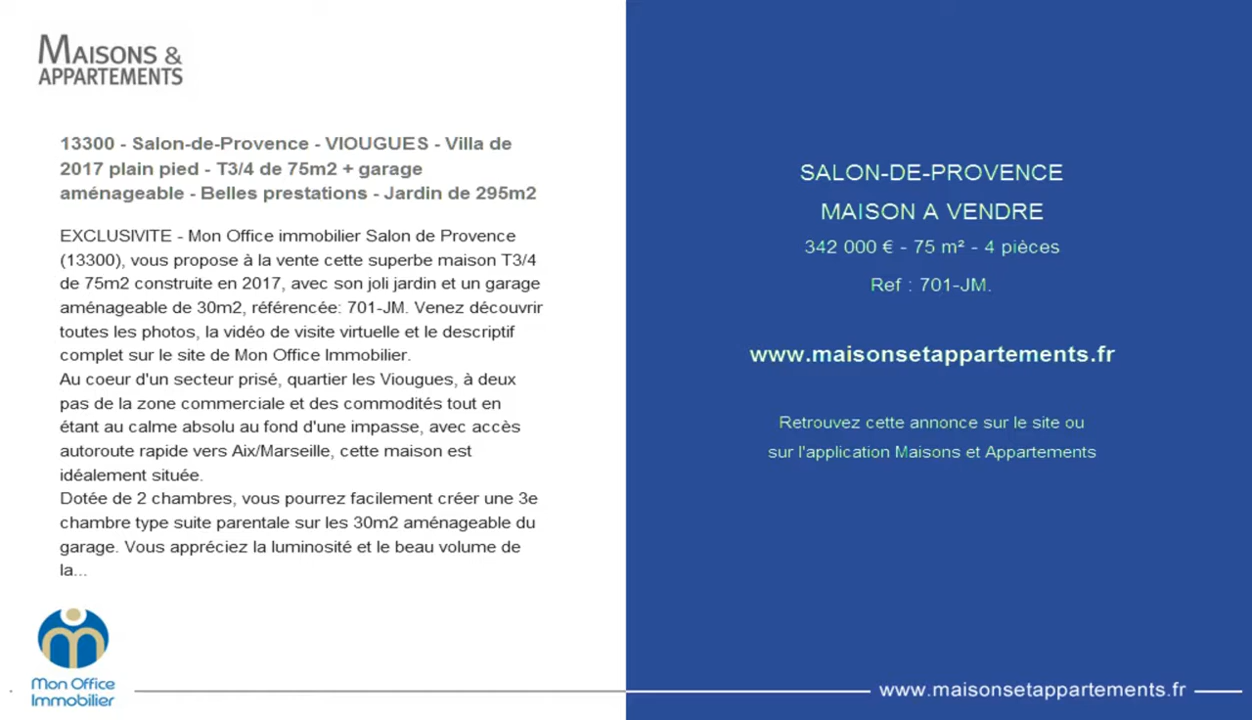 MAISONS &
APPARTEMENTS
13300 - Salon-de-Provence - VIOUGUES - Villa de
2017 plain pied - T3/4 de 75m2 + garage
aménageable - Belles prestations - Jardin de 295m2
EXCLUSIVITE - Mon Office immobilier Salon de Provence
(13300), vous propose à la vente cette superbe maison T3/4
de 75m2 construite en 2017, avec son joli jardin et un garage
aménageable de 30m2, référencée: 701-JM. Venez découvrir
toutes les photos, la vidéo de visite virtuelle et le descriptif
complet sur le site de Mon Office Immobilier.
Au coeur d'un secteur prisé, quartier les Viougues, à deux
pas de la zone commerciale et des commodités tout en
étant au calme absolu au fond d'une impasse, avec accès
autoroute rapide vers Aix/Marseille, cette maison est
idéalement située.
Dotée de 2 chambres, vous pourrez facilement créer une 3e
chambre type suite parentale sur les 30m2 aménageable du
garage. Vous appréciez la luminosité et le beau volume de
la...
Mon Office
Immobilier
SALON-DE-PROVENCE
MAISON A VENDRE
342 000 € - 75 m² - 4 pièces
Ref : 701-JM.
www.maisonsetappartements.fr
Retrouvez cette annonce sur le site ou
sur l'application Maisons et Appartements
www.maisonsetappartements.fr